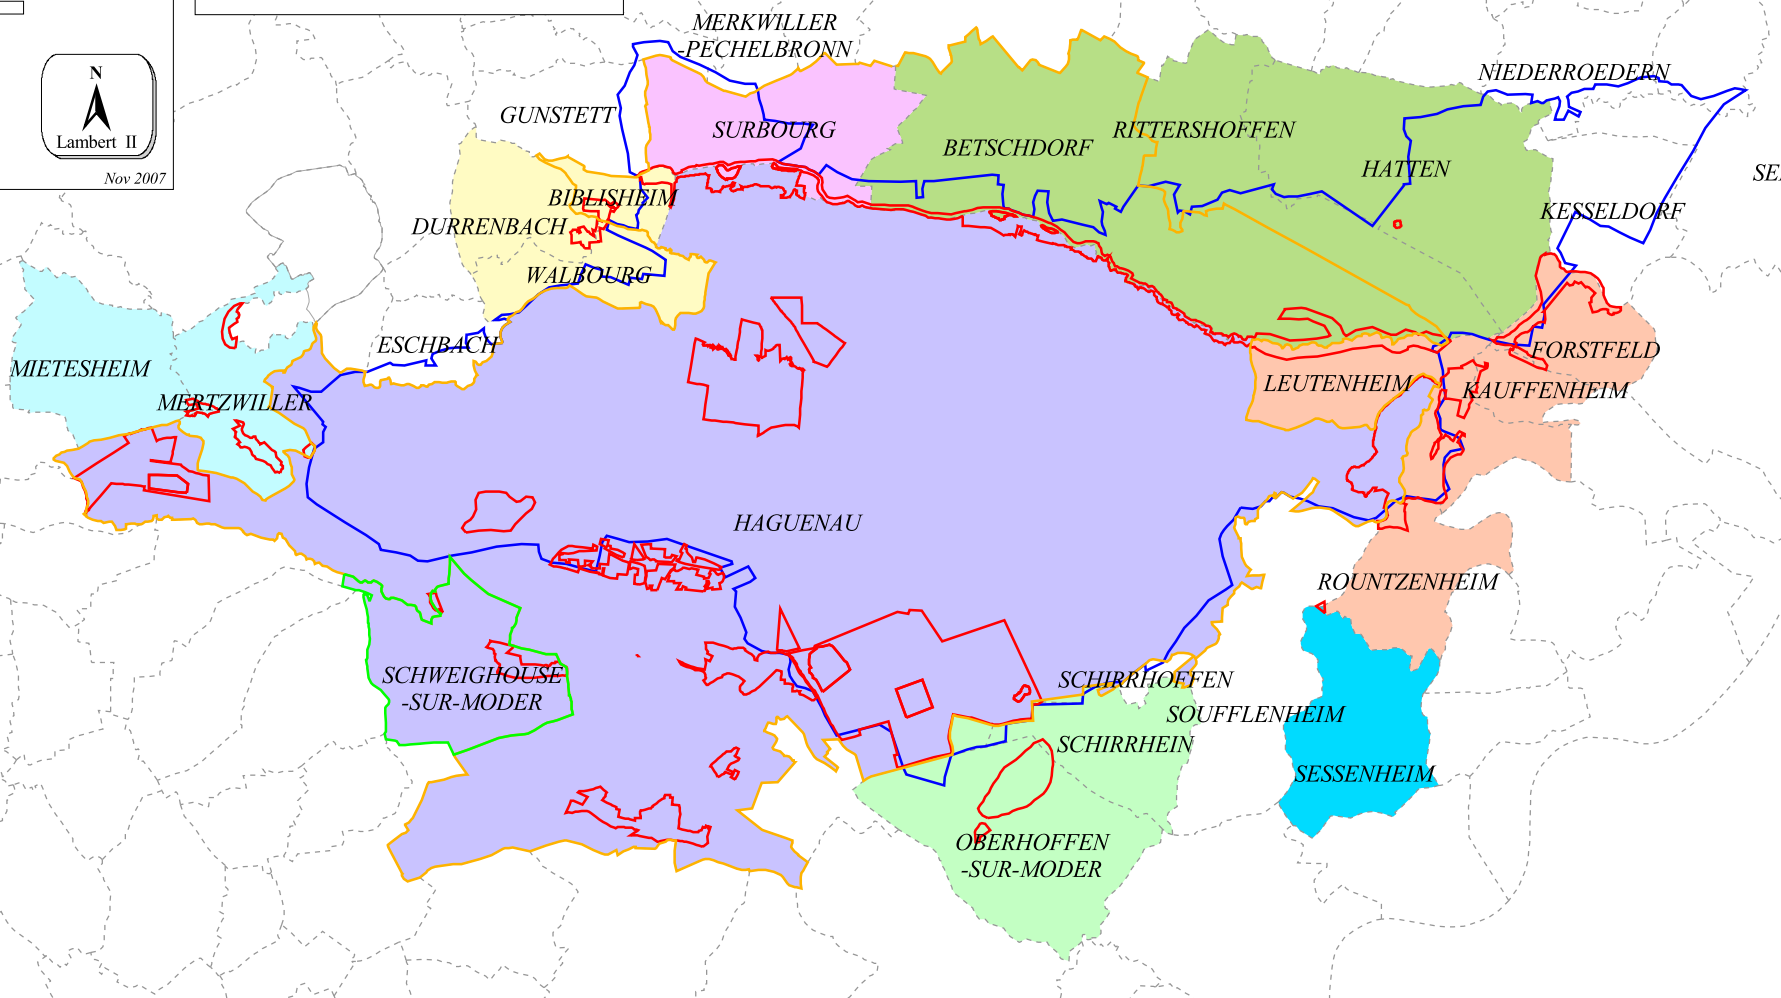 N
Lambert II
Nov 2007
MERKWILLER
-PECHELBRONN
NIEDERROEDERN
GUNSTETT
SURBOURG
RITTERSHOFFEN
BETSCHDORF
HATTEN
BIBLISHEIM
KESSELDORF
DURRENBACH
WALBOURG
ESCHBACH
FORSTFELD
MIETESHEIM
LEUTENHEIM
KAUFFENHEIM
MERTZWILLER
HAGUENAU
ROUNTZENHEIM
SCHWEIGHOUSE
-SUR-MODER
SCHIRRHOFFEN
SOUFFLENHEIM
SCHIRRHEIN
SESSENHEIM
OBERHOFFEN
-SUR-MODER